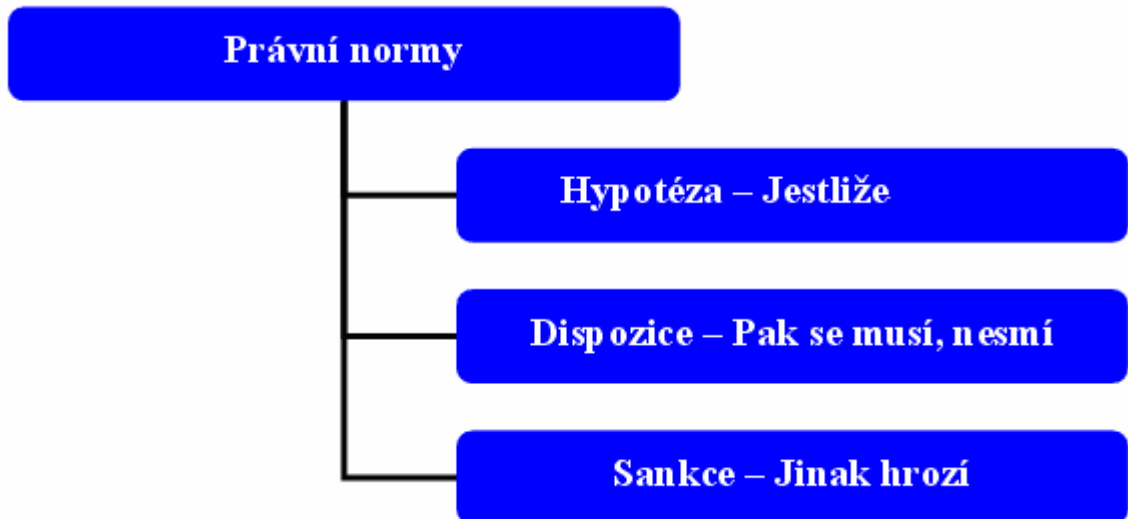 Právní normy
Hypotéza – Jestliže
Dispozice – Pak se musí, nesmí
Sankce – Jinak hrozí